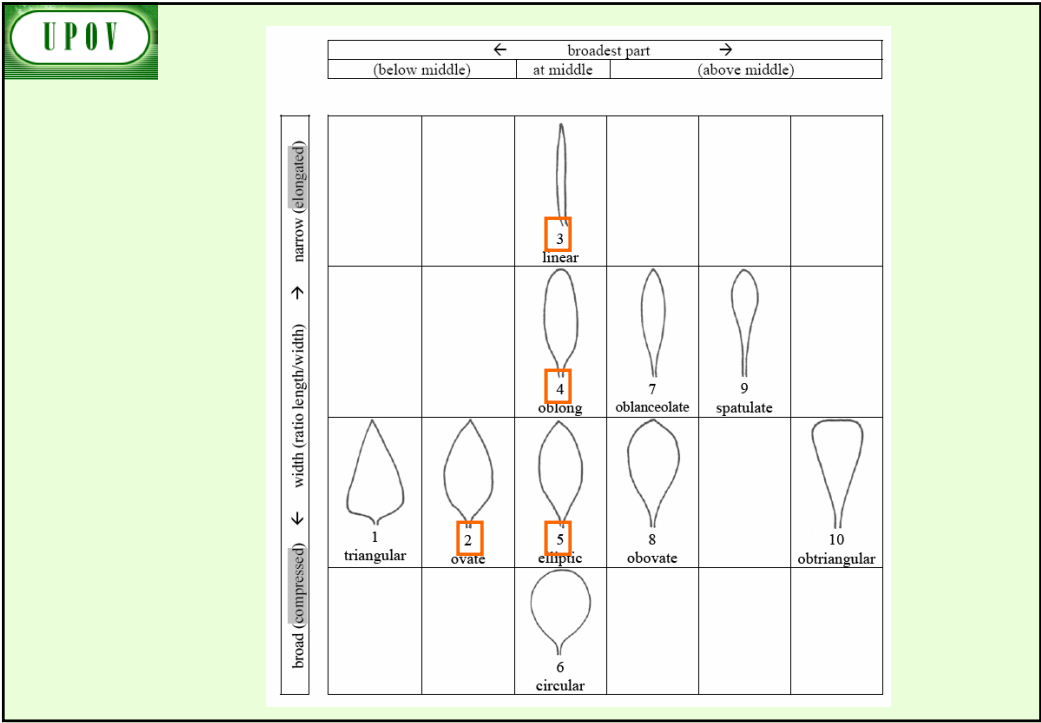 UPOV
← broadest part →
(below middle) at middle (above middle)
broad (compressed) ← width (ratio length/width) → narrow (elongated)
3
linear
4 7 9
oblong oblanceolate spatulate
1 2 5 8 10
triangular ovate elliptic obovate obtriangular
6
circular